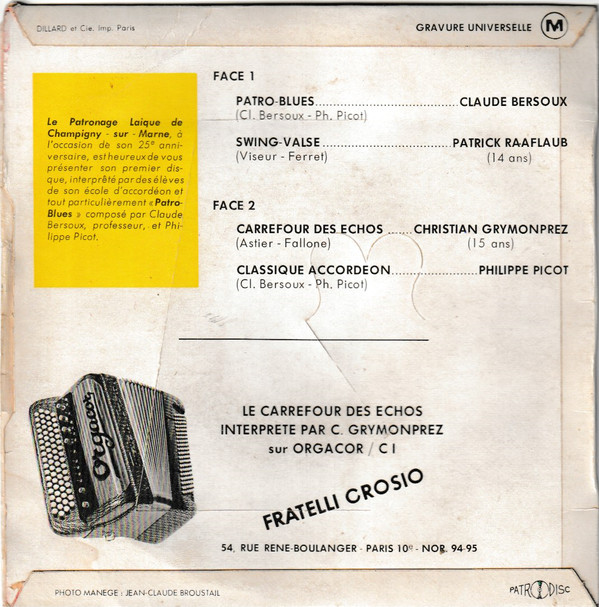 DILLARD et Cie. Imp. Paris
GRAVURE UNIVERSELLE M
Le Patronage Laïque de
Champigny - sur - Marne, à
l'occasion de son 25e anni-
versaire, est heureux de vous
présenter son premier dis-
que, interprêté par des élèves
de son école d'accordéon et
tout particulièrement « Patro-
Blues » composé par Claude
Bersoux, professeur, et Phi-
lippe Picot.
FACE 1
PATRO-BLUES..............................CLAUDE BERSOUX
(Cl. Bersoux - Ph. Picot)
SWING-VALSE............................PATRICK RAAFLAUB
(Viseur - Ferret) (14 ans)
FACE 2
CARREFOUR DES ECHOS ......CHRISTIAN GRYMONPREZ
(Astier - Fallone) (15 ans)
CLASSIQUE ACCORDEON....................PHILIPPE PICOT
(Cl. Bersoux - Ph. Picot)
Orgacor
LE CARREFOUR DES ECHOS
INTERPRETE PAR C. GRYMONPREZ
sur ORGACOR / C I
FRATELLI CROSIO
54, RUE RENE-BOULANGER - PARIS 10e - NOR. 94-95
PHOTO MANEGE : JEAN-CLAUDE BROUSTAIL
PATRODISC